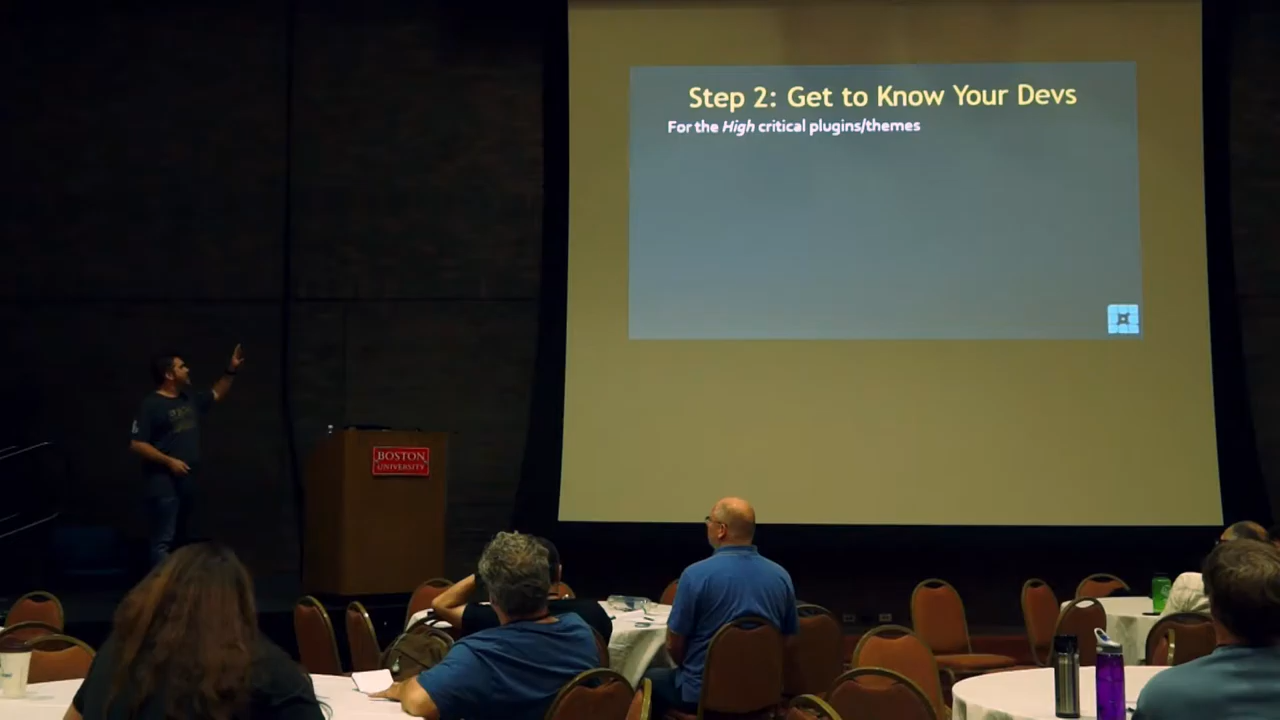 Step 2: Get to Know Your Devs
For the High critical plugins/themes
BOSTON
UNIVERSITY